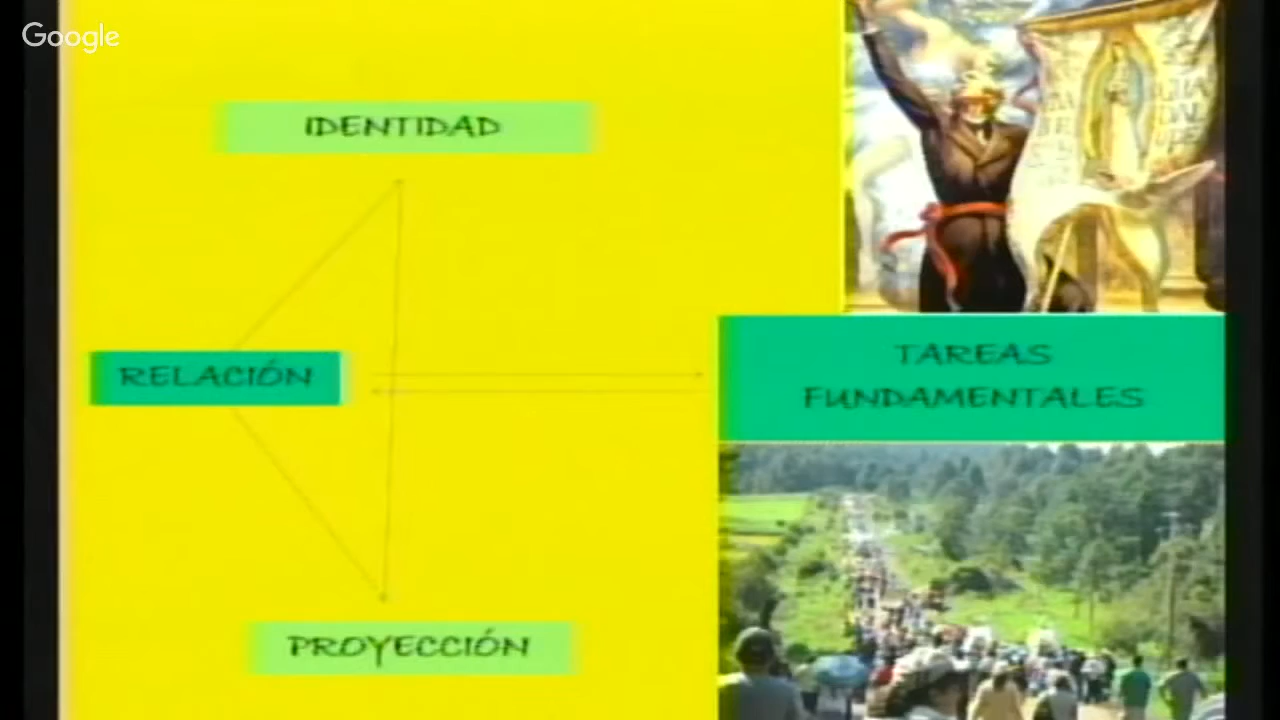 Google
IDENTIDAD
RELACIÓN
TAREAS
FUNDAMENTALES
PROYECCIÓN